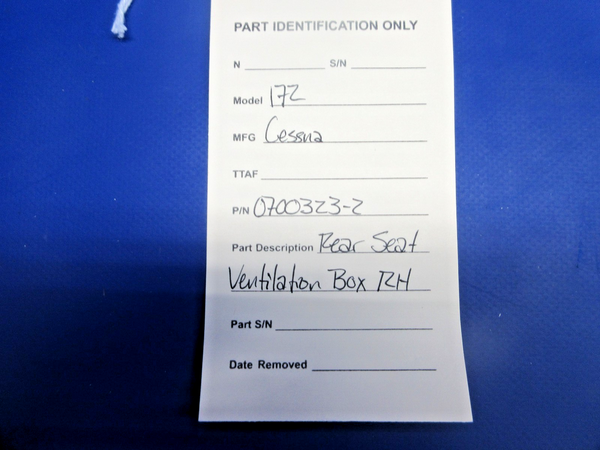 PART IDENTIFICATION ONLY
N S/N
Model 172
MFG Cessna
TTAF
P/N 0700323-2
Part Description Rear Seat
Ventilation Box RH
Part S/N
Date Removed